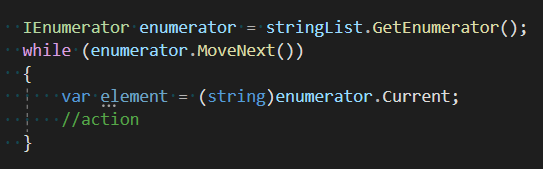 IEnumerator enumerator = stringList.GetEnumerator();
while (enumerator.MoveNext())
{
var element = (string)enumerator.Current;
//action
}